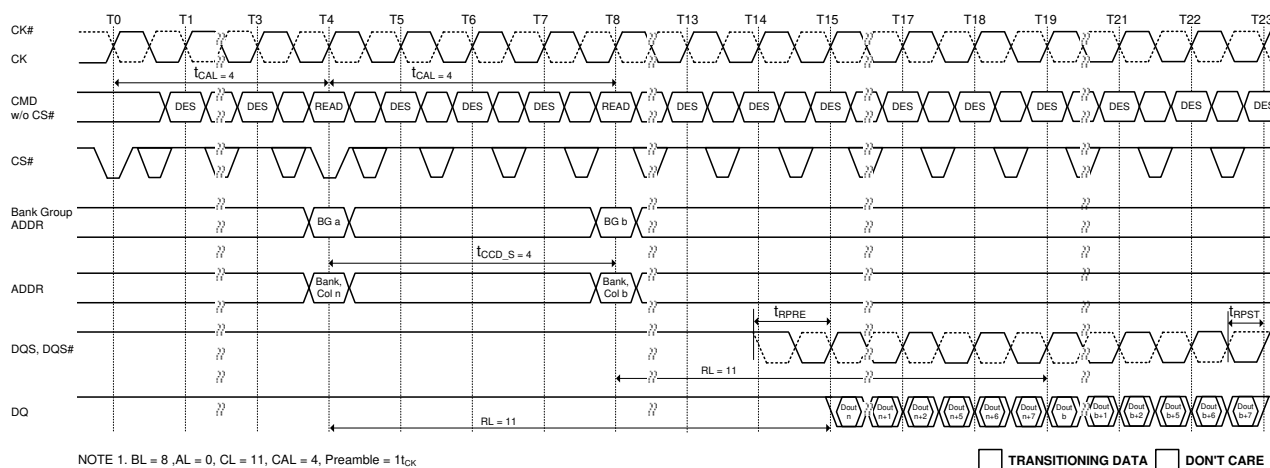 T0 T1 T3 T4 T5 T6 T7 T8 T13 T14 T15 T17 T18 T19 T21 T22 T23
CK#
CK
tCAL = 4 tCAL = 4
CMD
w/o CS#
DES DES READ DES DES DES READ DES DES DES DES DES DES DES DES DES
CS#
Bank Group
ADDR
BG a BG b
tCCD_S = 4
ADDR
Bank,
Col n
Bank,
Col b
tRPRE tRPST
DQS, DQS#
RL = 11
DQ
Dout
n
Dout
n+1
Dout
n+2
Dout
n+5
Dout
n+6
Dout
n+7
Dout
b
Dout
b+1
Dout
b+2
Dout
b+5
Dout
b+6
Dout
b+7
RL = 11
NOTE 1. BL = 8 ,AL = 0, CL = 11, CAL = 4, Preamble = 1tCK
TRANSITIONING DATA DON'T CARE